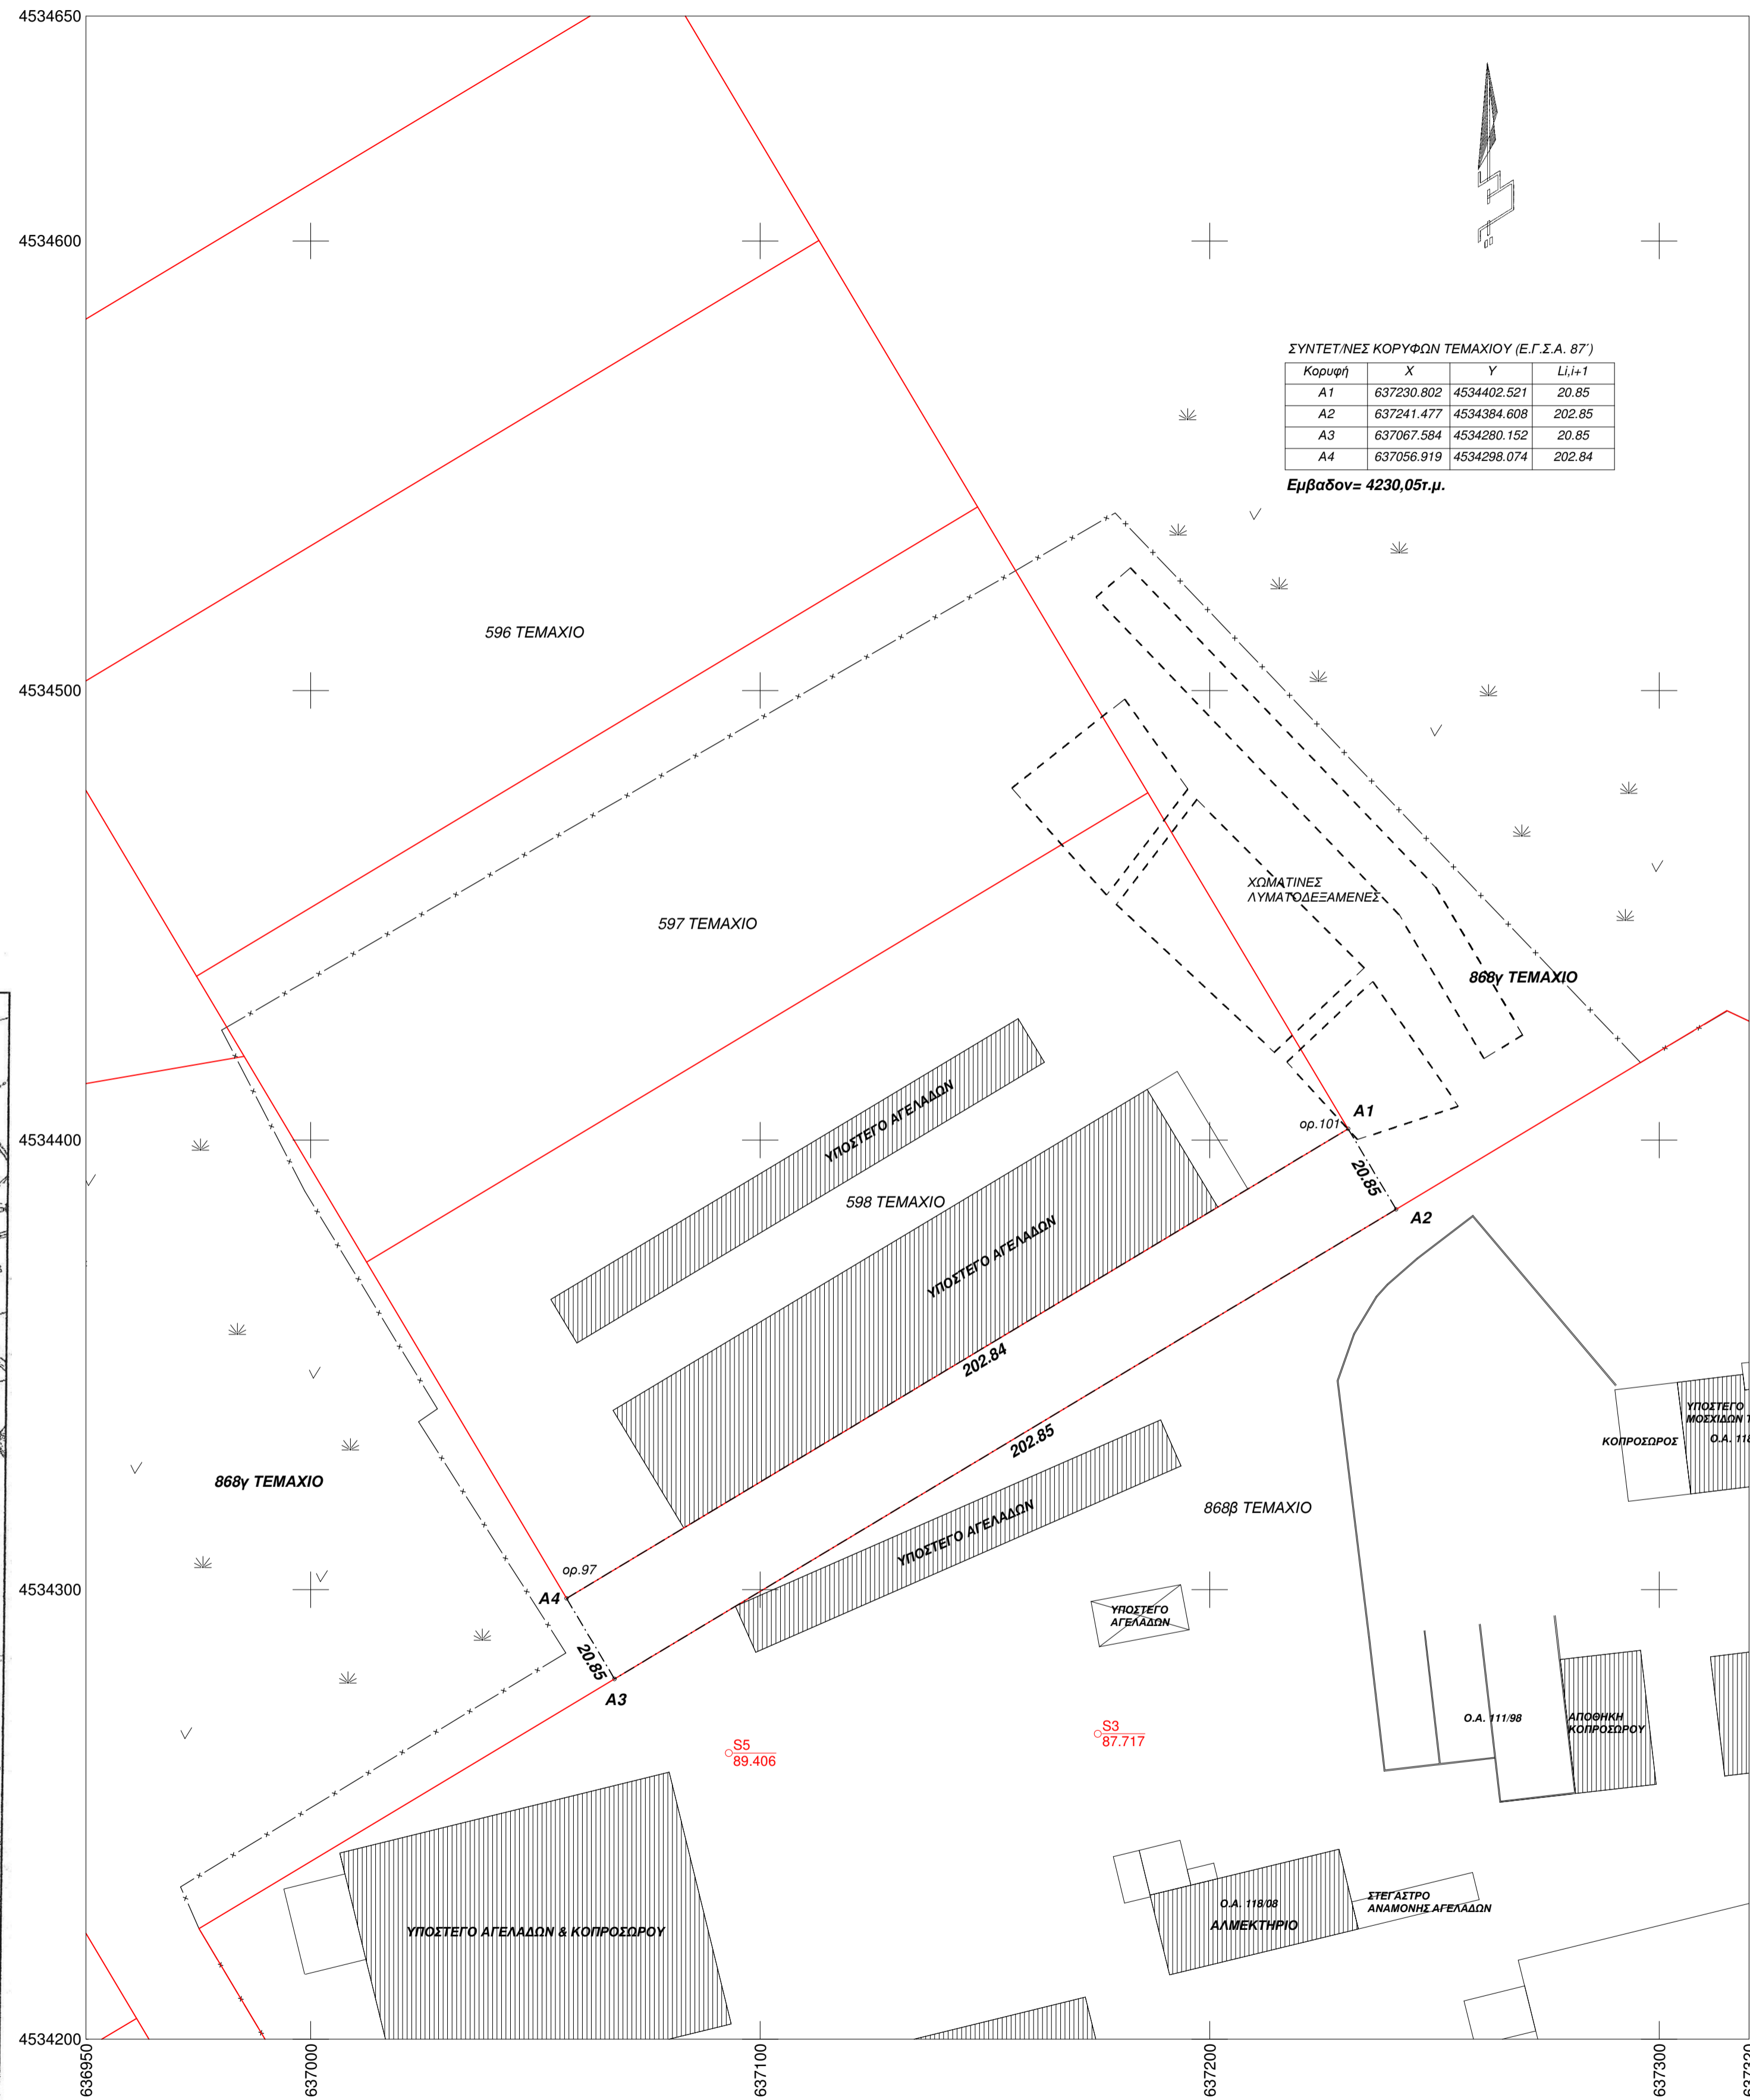 4534650
4534600
ΣΥΝΤΕΤ/ΝΕΣ ΚΟΡΥΦΩΝ ΤΕΜΑΧΙΟΥ (Ε.Γ.Σ.Α. 87΄)
Κορυφή X Y Li,i+1
A1 637230.802 4534402.521 20.85
A2 637241.477 4534384.608 202.85
A3 637067.584 4534280.152 20.85
A4 637056.919 4534298.074 202.84
Εμβαδον= 4230,05τ.μ.
596 ΤΕΜΑΧΙΟ
4534500
ΧΩΜΑΤΙΝΕΣ
ΛΥΜΑΤΟΔΕΞΑΜΕΝΕΣ
597 ΤΕΜΑΧΙΟ
868γ ΤΕΜΑΧΙΟ
ΥΠΟΣΤΕΓΟ ΑΓΕΛΑΔΩΝ
A1
ορ.101
4534400
20.85
598 ΤΕΜΑΧΙΟ
A2
ΥΠΟΣΤΕΓΟ ΑΓΕΛΑΔΩΝ
202.84
202.85
ΥΠΟΣΤΕΓΟ
ΜΟΣΧΙΔΩΝ
ΚΟΠΡΟΣΩΡΟΣ
Ο.Α. 118
868γ ΤΕΜΑΧΙΟ
868β ΤΕΜΑΧΙΟ
ΥΠΟΣΤΕΓΟ ΑΓΕΛΑΔΩΝ
ορ.97
4534300
A4
ΥΠΟΣΤΕΓΟ
ΑΓΕΛΑΔΩΝ
20.85
A3
Ο.Α. 111/98
ΑΠΟΘΗΚΗ
ΚΟΠΡΟΣΩΡΟΥ
S3
87.717
S5
89.406
Ο.Α. 118/08
ΑΛΜΕΚΤΗΡΙΟ
ΣΤΕΓΑΣΤΡΟ
ΑΝΑΜΟΝΗΣ ΑΓΕΛΑΔΩΝ
ΥΠΟΣΤΕΓΟ ΑΓΕΛΑΔΩΝ & ΚΟΠΡΟΣΩΡΟΥ
4534200
636950
637000
637100
637200
637300